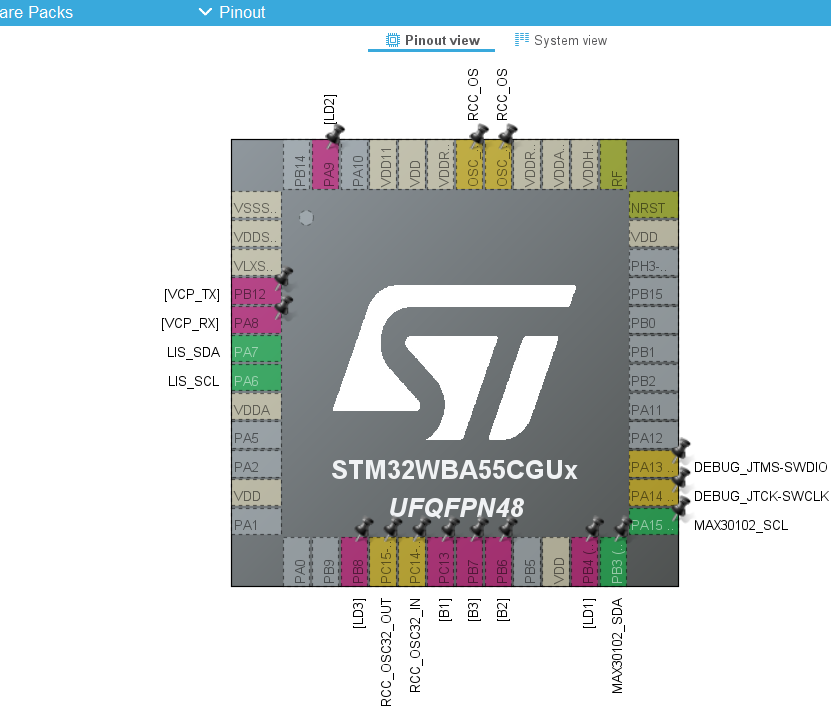 are Packs
Pinout
Pinout view
System view
[LD2]
RCC_OS
RCC_OS
PB14
PA9
PA10
VDD11
VDD
VDDR..
OSC..
OSC..
VDDR..
VDDA..
VDDH..
RF
VSSS..
VDDS..
VLXS..
[VCP_TX] PB12
[VCP_RX] PA8
LIS_SDA PA7
LIS_SCL PA6
VDDA
PA5
PA2
VDD
PA1
NRST
VDD
PH3-..
PB15
PB0
PB1
PB2
PA11
PA12
PA13 .. DEBUG_JTMS-SWDIO
PA14 .. DEBUG_JTCK-SWCLK
PA15 .. MAX30102_SCL
STM32WBA55CGUx
UFQFPN48
PA0
PB9
PB8
PC15-..
PC14-..
PC13
PB7
PB6
PB5
VDD
PB4 (..
PB3 (..
[LD3]
RCC_OSC32_OUT
RCC_OSC32_IN
[B1]
[B3]
[B2]
[LD1]
MAX30102_SDA